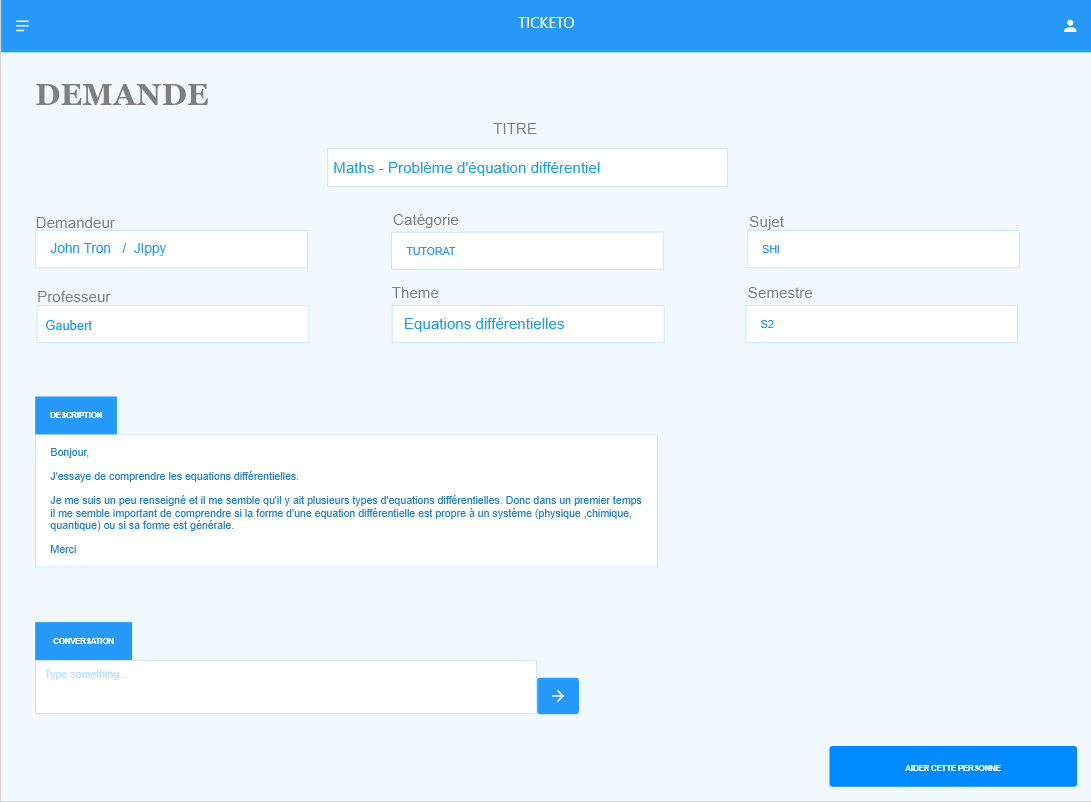 TICKETO
DEMANDE
TITRE
Maths - Problème d'équation différentiel
Demandeur
Catégorie
Sujet
John Tron / JIppy
TUTORAT
SHI
Professeur
Theme
Semestre
Gaubert
Equations différentielles
S2
DESCRIPTION
Bonjour,
J'essaye de comprendre les equations différentielles.
Je me suis un peu renseigné et il me semble qu'il y ait plusieurs types d'equations différentielles. Donc dans un premier temps
il me semble important de comprendre si la forme d'une equation différentielle est propre à un système (physique ,chimique,
quantique) ou si sa forme est générale.
Merci
CONVERSATION
Type something...
AIDER CETTE PERSONNE